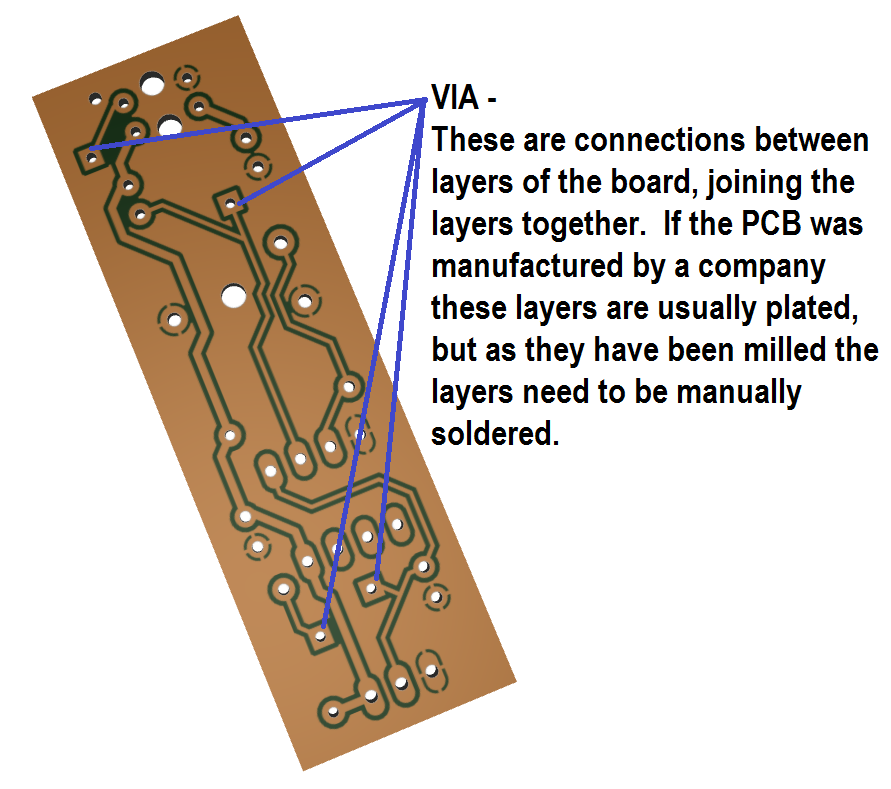 VIA -
These are connections between
layers of the board, joining the
layers together.  If the PCB was
manufactured by a company
these layers are usually plated,
but as they have been milled the
layers need to be manually
soldered.